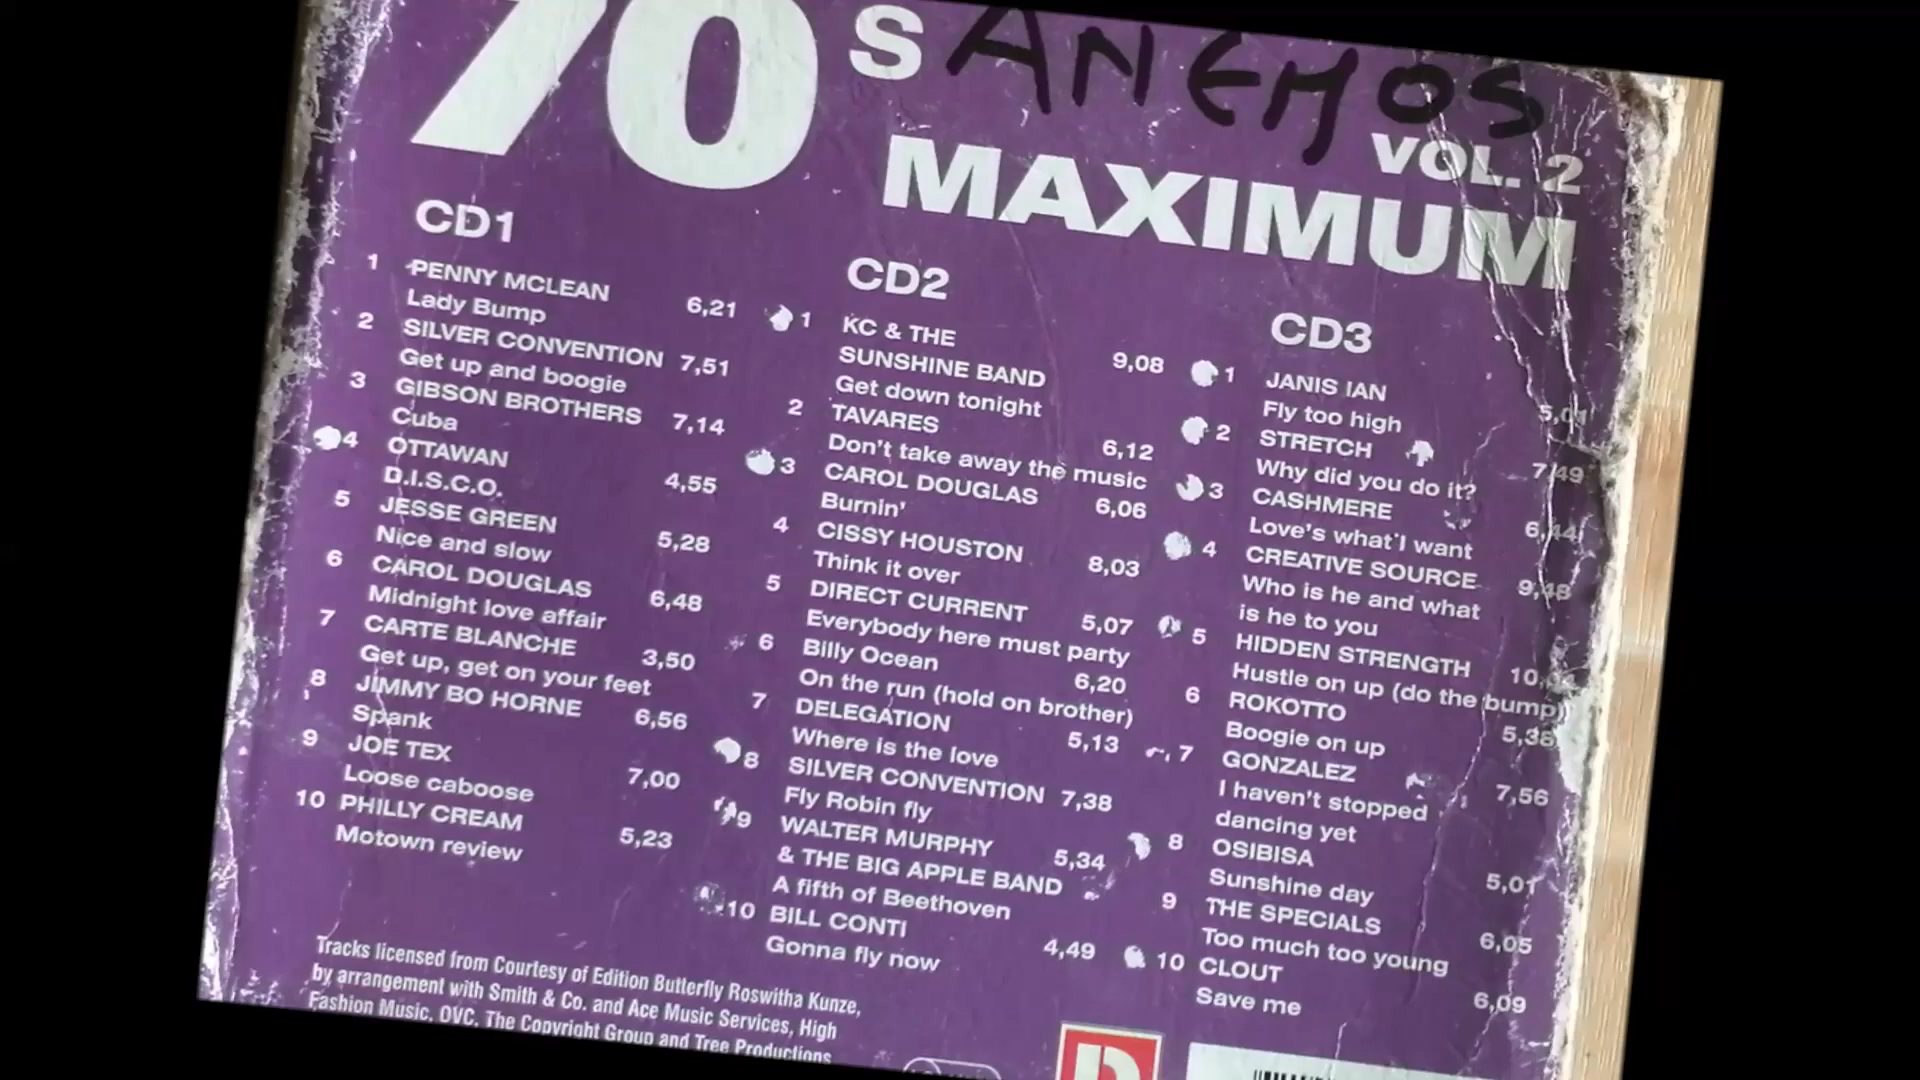 70 S ANEMOS
VOL. 2
MAXIMUM
CD1
1 PENNY MCLEAN
Lady Bump 6,21
2 SILVER CONVENTION
Get up and boogie 7,51
3 GIBSON BROTHERS
Cuba 7,14
4 OTTAWAN
D.I.S.C.O. 4,55
5 JESSE GREEN
Nice and slow 5,28
6 CAROL DOUGLAS
Midnight love affair 6,48
7 CARTE BLANCHE
Get up, get on your feet 3,50
8 JIMMY BO HORNE
Spank 6,56
9 JOE TEX
Loose caboose 7,00
10 PHILLY CREAM
Motown review 5,23
CD2
1 KC & THE
SUNSHINE BAND 9,08
Get down tonight
2 TAVARES
Don't take away the music 6,12
3 CAROL DOUGLAS
Burnin' 6,06
4 CISSY HOUSTON
Think it over 8,03
5 DIRECT CURRENT
Everybody here must party 5,07
6 Billy Ocean
On the run (hold on brother) 6,20
7 DELEGATION
Where is the love 5,13
8 SILVER CONVENTION
Fly Robin fly 7,38
9 WALTER MURPHY
& THE BIG APPLE BAND 5,34
A fifth of Beethoven
10 BILL CONTI
Gonna fly now 4,49
CD3
1 JANIS IAN
Fly too high 5,01
2 STRETCH
Why did you do it? 7,49
3 CASHMERE
Love's what I want 6,44
4 CREATIVE SOURCE
Who is he and what 9,48
is he to you
5 HIDDEN STRENGTH
Hustle on up (do the bump)
6 ROKOTTO
Boogie on up 5,38
7 GONZALEZ
I haven't stopped 7,56
dancing yet
8 OSIBISA
Sunshine day 5,01
9 THE SPECIALS
Too much too young 6,05
10 CLOUT
Save me 6,09
Tracks licensed from Courtesy of Edition Butterfly Roswitha Kunze,
by arrangement with Smith & Co. and Ace Music Services, High
Fashion Music, OVC, The Copyright Group and Tree Productions